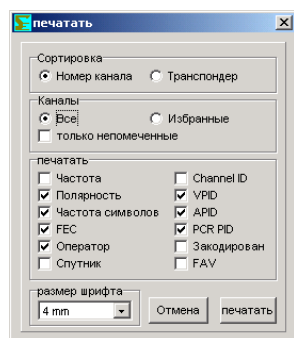 печатать
Сортировка
Номер канала Транспондер
Каналы
Все Избранные
только непомеченные
печатать
Частота Channel ID
Полярность VPID
Частота символов APID
FEC PCR PID
Оператор Закодирован
Спутник FAV
размер шрифта
4 mm Отмена печатать